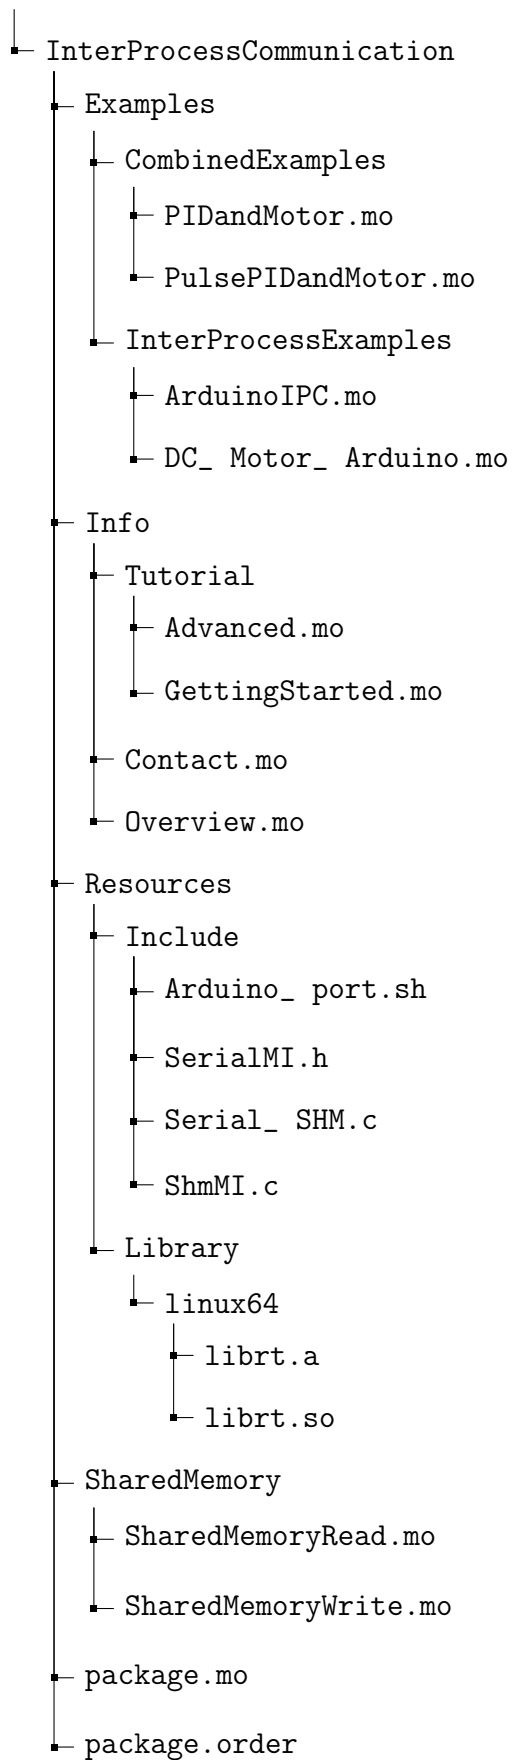 InterProcessCommunication
Examples
CombinedExamples
PIDandMotor.mo
PulsePIDandMotor.mo
InterProcessExamples
ArduinoIPC.mo
DC_ Motor_ Arduino.mo
Info
Tutorial
Advanced.mo
GettingStarted.mo
Contact.mo
Overview.mo
Resources
Include
Arduino_ port.sh
SerialMI.h
Serial_ SHM.c
ShmMI.c
Library
linux64
librt.a
librt.so
SharedMemory
SharedMemoryRead.mo
SharedMemoryWrite.mo
package.mo
package.order